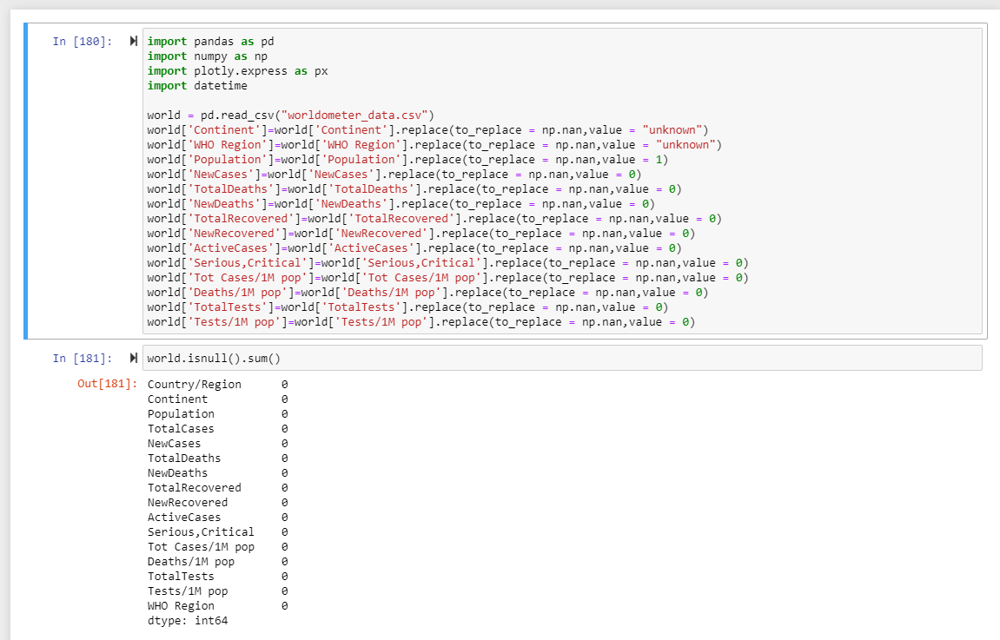 In [180]:
import pandas as pd
import numpy as np
import plotly.express as px
import datetime
world = pd.read_csv("worldometer_data.csv")
world['Continent']=world['Continent'].replace(to_replace = np.nan,value = "unknown")
world['WHO Region']=world['WHO Region'].replace(to_replace = np.nan,value = "unknown")
world['Population']=world['Population'].replace(to_replace = np.nan,value = 1)
world['NewCases']=world['NewCases'].replace(to_replace = np.nan,value = 0)
world['TotalDeaths']=world['TotalDeaths'].replace(to_replace = np.nan,value = 0)
world['NewDeaths']=world['NewDeaths'].replace(to_replace = np.nan,value = 0)
world['TotalRecovered']=world['TotalRecovered'].replace(to_replace = np.nan,value = 0)
world['NewRecovered']=world['NewRecovered'].replace(to_replace = np.nan,value = 0)
world['ActiveCases']=world['ActiveCases'].replace(to_replace = np.nan,value = 0)
world['Serious,Critical']=world['Serious,Critical'].replace(to_replace = np.nan,value = 0)
world['Tot Cases/1M pop']=world['Tot Cases/1M pop'].replace(to_replace = np.nan,value = 0)
world['Deaths/1M pop']=world['Deaths/1M pop'].replace(to_replace = np.nan,value = 0)
world['TotalTests']=world['TotalTests'].replace(to_replace = np.nan,value = 0)
world['Tests/1M pop']=world['Tests/1M pop'].replace(to_replace = np.nan,value = 0)
In [181]: world.isnull().sum()
Out[181]: Country/Region 0
Continent 0
Population 0
TotalCases 0
NewCases 0
TotalDeaths 0
NewDeaths 0
TotalRecovered 0
NewRecovered 0
ActiveCases 0
Serious,Critical 0
Tot Cases/1M pop 0
Deaths/1M pop 0
TotalTests 0
Tests/1M pop 0
WHO Region 0
dtype: int64